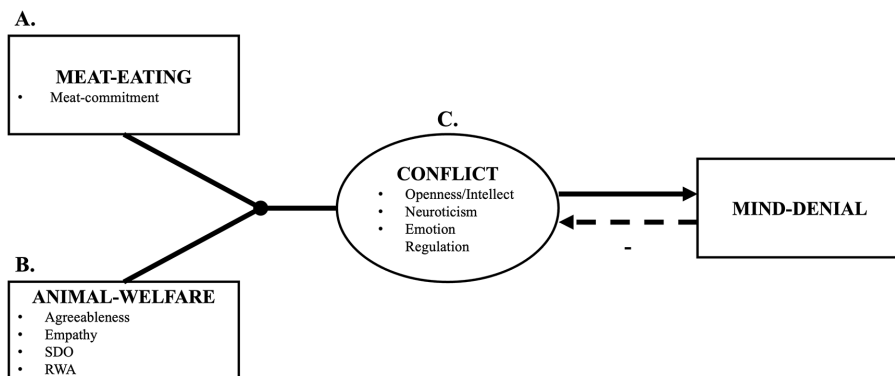 A.
MEAT-EATING
• Meat-commitment
B.
ANIMAL-WELFARE
• Agreeableness
• Empathy
• SDO
• RWA
C.
CONFLICT
• Openness/Intellect
• Neuroticism
• Emotion
Regulation
-
MIND-DENIAL